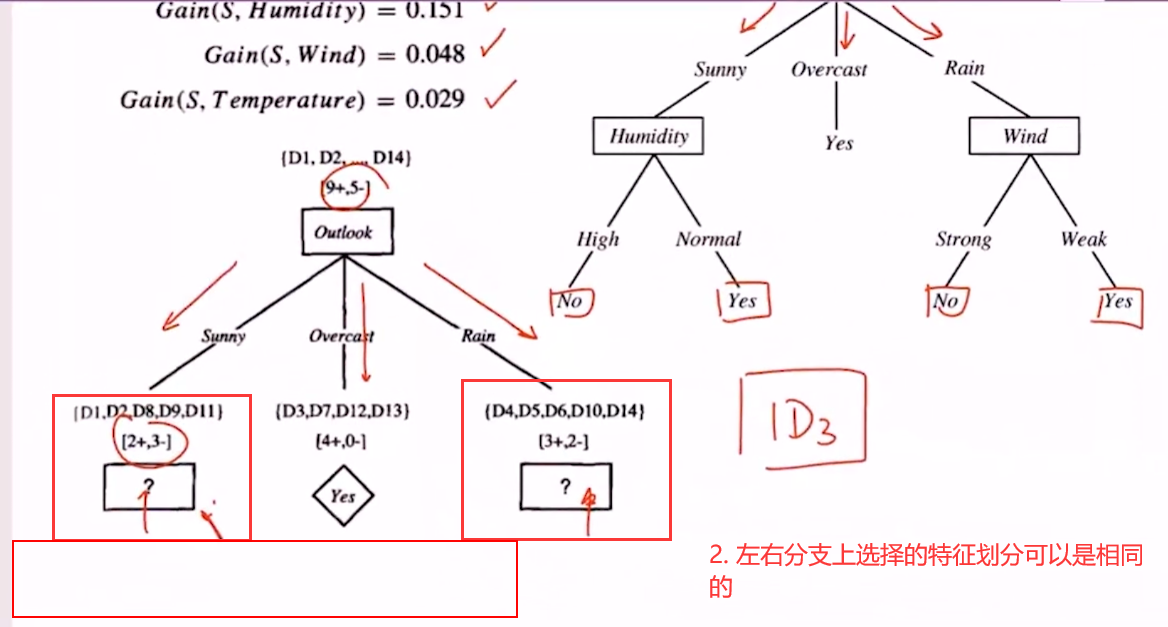 Gain(S, Humidity) = 0.151
Gain(S, Wind) = 0.048
Gain(S, Temperature) = 0.029
{D1, D2, ..., D14}
[9+,5-]
Outlook
Sunny
Overcast
Rain
{D1,D2,D8,D9,D11}
{D3,D7,D12,D13}
{D4,D5,D6,D10,D14}
[2+,3-]
[4+,0-]
[3+,2-]
?
Yes
?
Sunny
Overcast
Rain
Humidity
Yes
Wind
High
Normal
Strong
Weak
No
Yes
No
Yes
ID3
2. 左右分支上选择的特征划分可以是相同
的